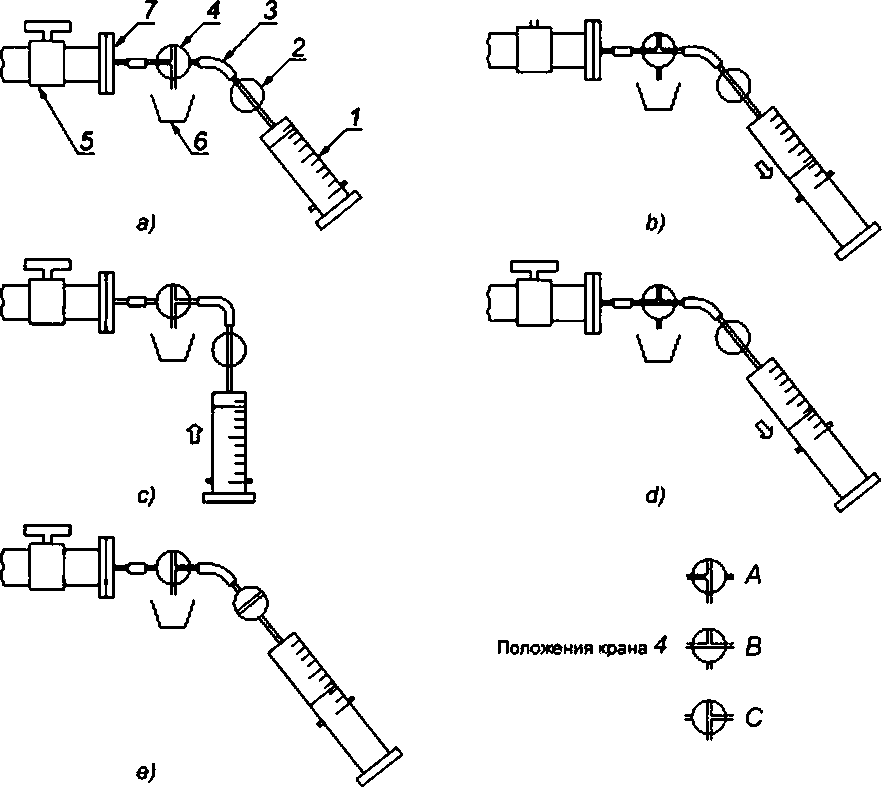 7 4 3
2
5 6 1
a) b)
c) d)
A
Положения крана 4 B
C
e)